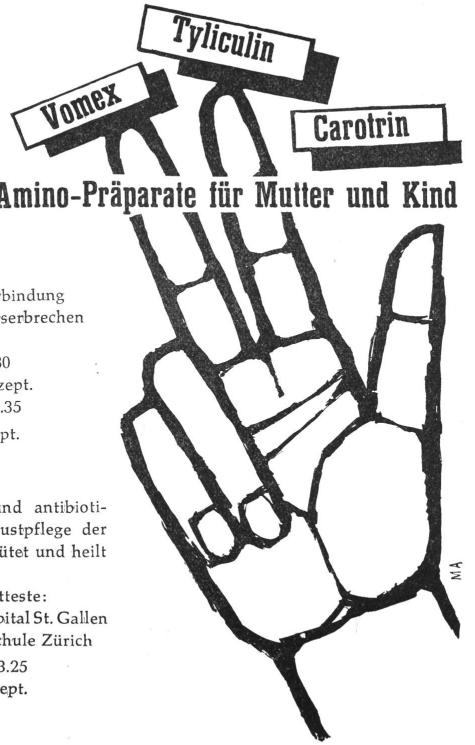 Tyliculin
Vomex
Carotrin
Amino-Präparate für Mutter und Kind
rbindung
serbrechen
30
zept.
.35
pt.
und antibioti-
ustpflege der
ütet und heilt
tteste:
pital St. Gallen
chule Zürich
3.25
ept.
MA